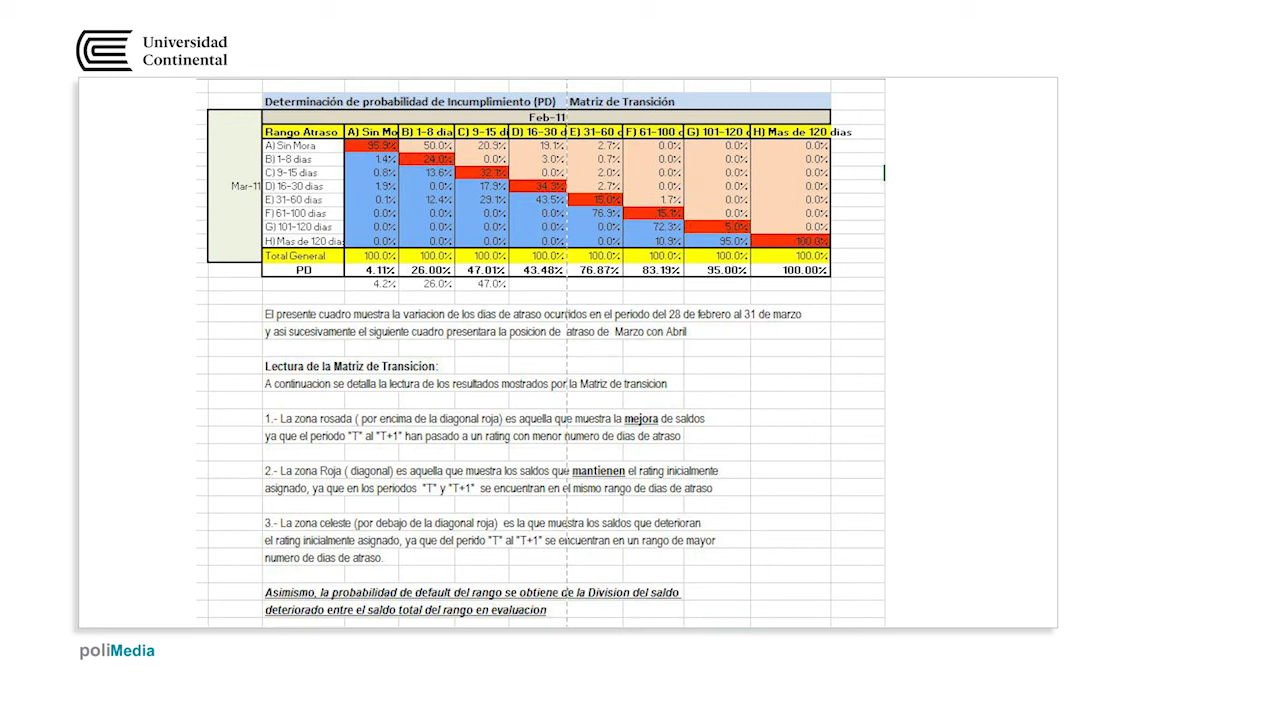 Universidad
Continental
Determinación de probabilidad de Incumplimiento (PD) Matriz de Transición
Feb-11
Rango Atraso A) Sin Mo B) 1-8 dia C) 9-15 d D) 16-30 d E) 31-60 d F) 61-100 d G) 101-120 d H) Mas de 120 dias
A) Sin Mora 95.9% 50.0% 20.9% 19.1% 2.7% 0.0% 0.0% 0.0%
B) 1-8 dias 1.4% 24.0% 0.0% 3.0% 0.7% 0.0% 0.0% 0.0%
C) 9-15 dias 0.8% 13.6% 32.1% 0.0% 2.0% 0.0% 0.0% 0.0%
Mar-11 D) 16-30 dias 1.9% 0.0% 17.9% 34.3% 2.7% 0.0% 0.0% 0.0%
E) 31-60 dias 0.1% 12.4% 29.1% 43.5% 15.0% 1.7% 0.0% 0.0%
F) 61-100 dias 0.0% 0.0% 0.0% 0.0% 76.9% 15.1% 0.0% 0.0%
G) 101-120 dias 0.0% 0.0% 0.0% 0.0% 0.0% 72.3% 5.0% 0.0%
H) Mas de 120 dia 0.0% 0.0% 0.0% 0.0% 0.0% 10.9% 95.0% 100.0%
Total General 100.0% 100.0% 100.0% 100.0% 100.0% 100.0% 100.0% 100.0%
PD 4.11% 26.00% 47.01% 43.48% 76.87% 83.19% 95.00% 100.00%
4.2% 26.0% 47.0%
El presente cuadro muestra la variacion de los dias de atraso ocurridos en el periodo del 28 de febrero al 31 de marzo
y asi sucesivamente el siguiente cuadro presentara la posicion de atraso de Marzo con Abril
Lectura de la Matriz de Transicion:
A continuacion se detalla la lectura de los resultados mostrados por la Matriz de transicion
1.- La zona rosada ( por encima de la diagonal roja) es aquella que muestra la mejora de saldos
ya que el periodo "T" al "T+1" han pasado a un rating con menor numero de dias de atraso
2.- La zona Roja ( diagonal) es aquella que muestra los saldos que mantienen el rating inicialmente
asignado, ya que en los periodos "T" y "T+1" se encuentran en el mismo rango de dias de atraso
3.- La zona celeste (por debajo de la diagonal roja) es la que muestra los saldos que deterioran
el rating inicialmente asignado, ya que del perido "T" al "T+1" se encuentran en un rango de mayor
numero de dias de atraso.
Asimismo, la probabilidad de default del rango se obtiene de la Division del saldo
deteriorado entre el saldo total del rango en evaluacion
poliMedia